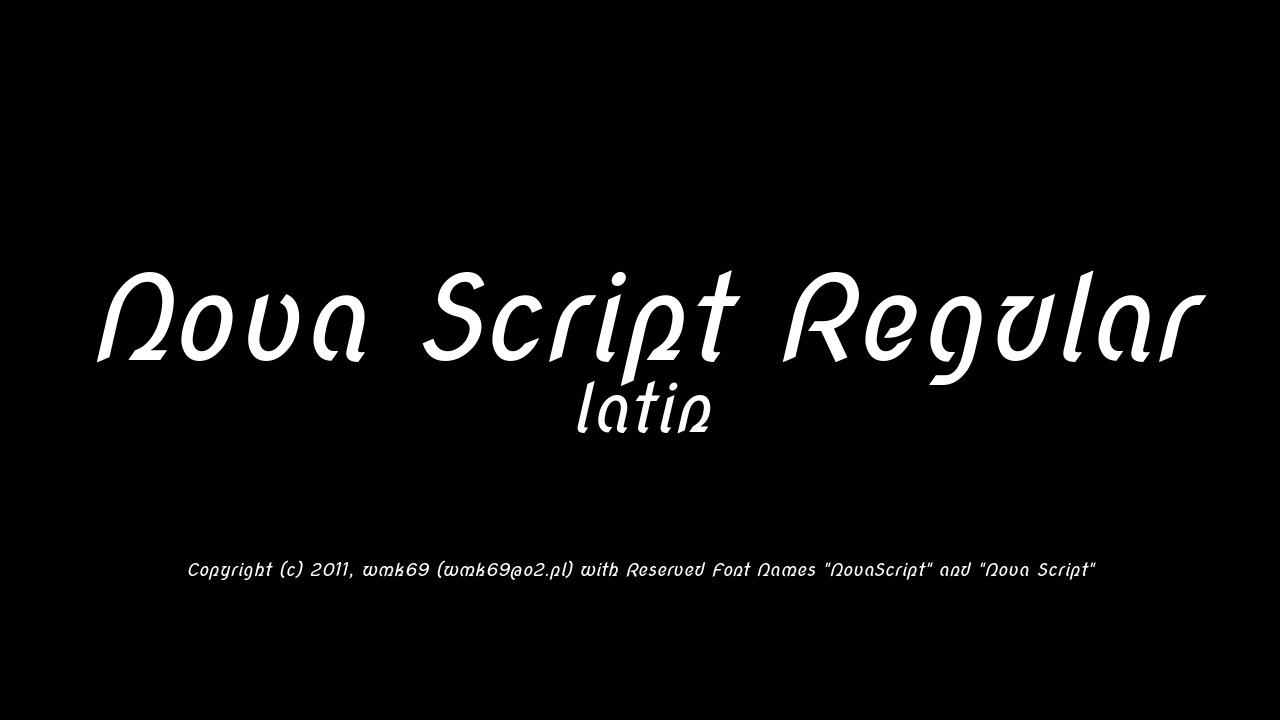 Nova Script Regular
latin
Copyright (c) 2011, wmk69 (wmk69@o2.pl) with Reserved Font Names "NovaScript" and "Nova Script"